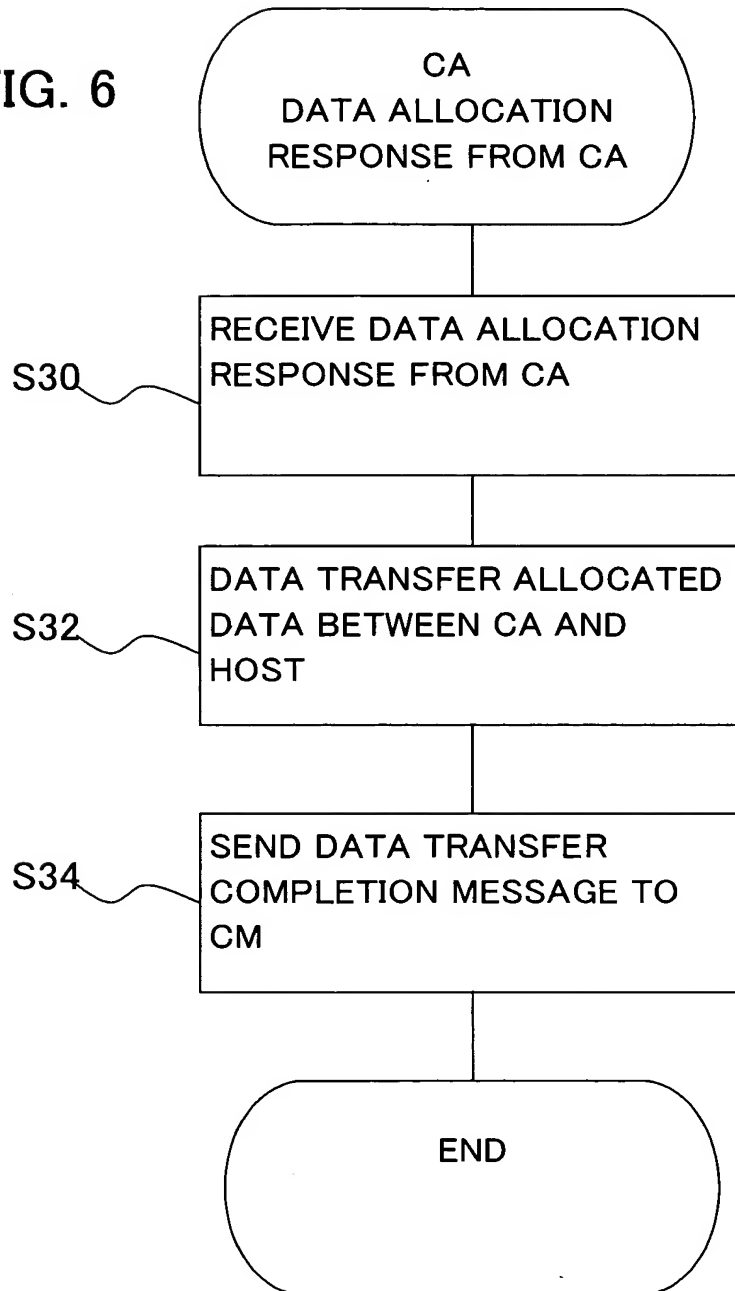 IG. 6
CA
DATA ALLOCATION
RESPONSE FROM CA
S30
RECEIVE DATA ALLOCATION
RESPONSE FROM CA
S32
DATA TRANSFER ALLOCATED
DATA BETWEEN CA AND
HOST
S34
SEND DATA TRANSFER
COMPLETION MESSAGE TO
CM
END